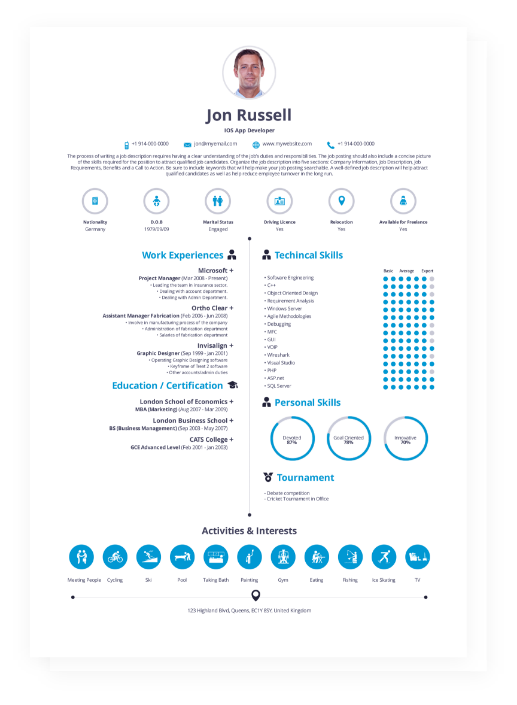 Jon Russell
IOS App Developer
+1 914 000 0000
jon@myemail.com
www.mywebsite.com
+1 914 000 0000
The process of writing a job description requires having a clear understanding of the job's duties and responsibilities. The job posting should also include a concise picture
of the skills required for the position to attract qualified job candidates. Organize the job description into five sections: Company Information, Job Description, Job
Requirements, Benefits and a Call to Action. Be sure to include keywords that will help make your job posting searchable. A well-defined job description will help attract
qualified candidates as well as help reduce employee turnover in the long run.
Nationality
Germany
D.O.B
1979/09/09
Marital Status
Engaged
Driving Licence
Yes
Relocation
Yes
Available for Freelance
Yes
Work Experiences
Microsoft +
Project Manager (Mar 2008 - Present)
• Leading the team in insurance sector.
• Dealing with account department.
• Dealing with Admin Department.
Ortho Clear +
Assistant Manager Fabrication (Feb 2006 - Jun 2008)
• Involve in manufacturing process of the company
• Administration of fabrication department
• Salaries of fabrication department
Invisalign +
Graphic Designer (Sep 1999 - Jan 2001)
• Operating Graphic Designing software
• Keyframe of Treat 2 software
• Other accounts/admin duties
Education / Certification
London School of Economics +
MBA (Marketing) (Aug 2007 - Mar 2009)
London Business School +
BS (Business Management) (Sep 2003 - May 2007)
CATS College +
GCE Advanced Level (Feb 2001 - Jan 2003)
Techincal Skills
Basic Average Expert
• Software Engineering
• C++
• Object Oriented Design
• Requirement Analysis
• Windows Server
• Agile Methodologies
• Debugging
• MFC
• GUI
• VOIP
• Wireshark
• Visual Studio
• PHP
• ASP.net
• SQL Server
Personal Skills
Devoted
87%
Goal Oriented
78%
Innovative
70%
Tournament
- Debate competition
- Cricket Tournament in Office
Activities & Interests
Meeting People
Cycling
Ski
Pool
Taking Bath
Painting
Gym
Eating
Fishing
Ice Skating
TV
123 Highland Blvd, Queens, EC1Y 8SY, United Kingdom